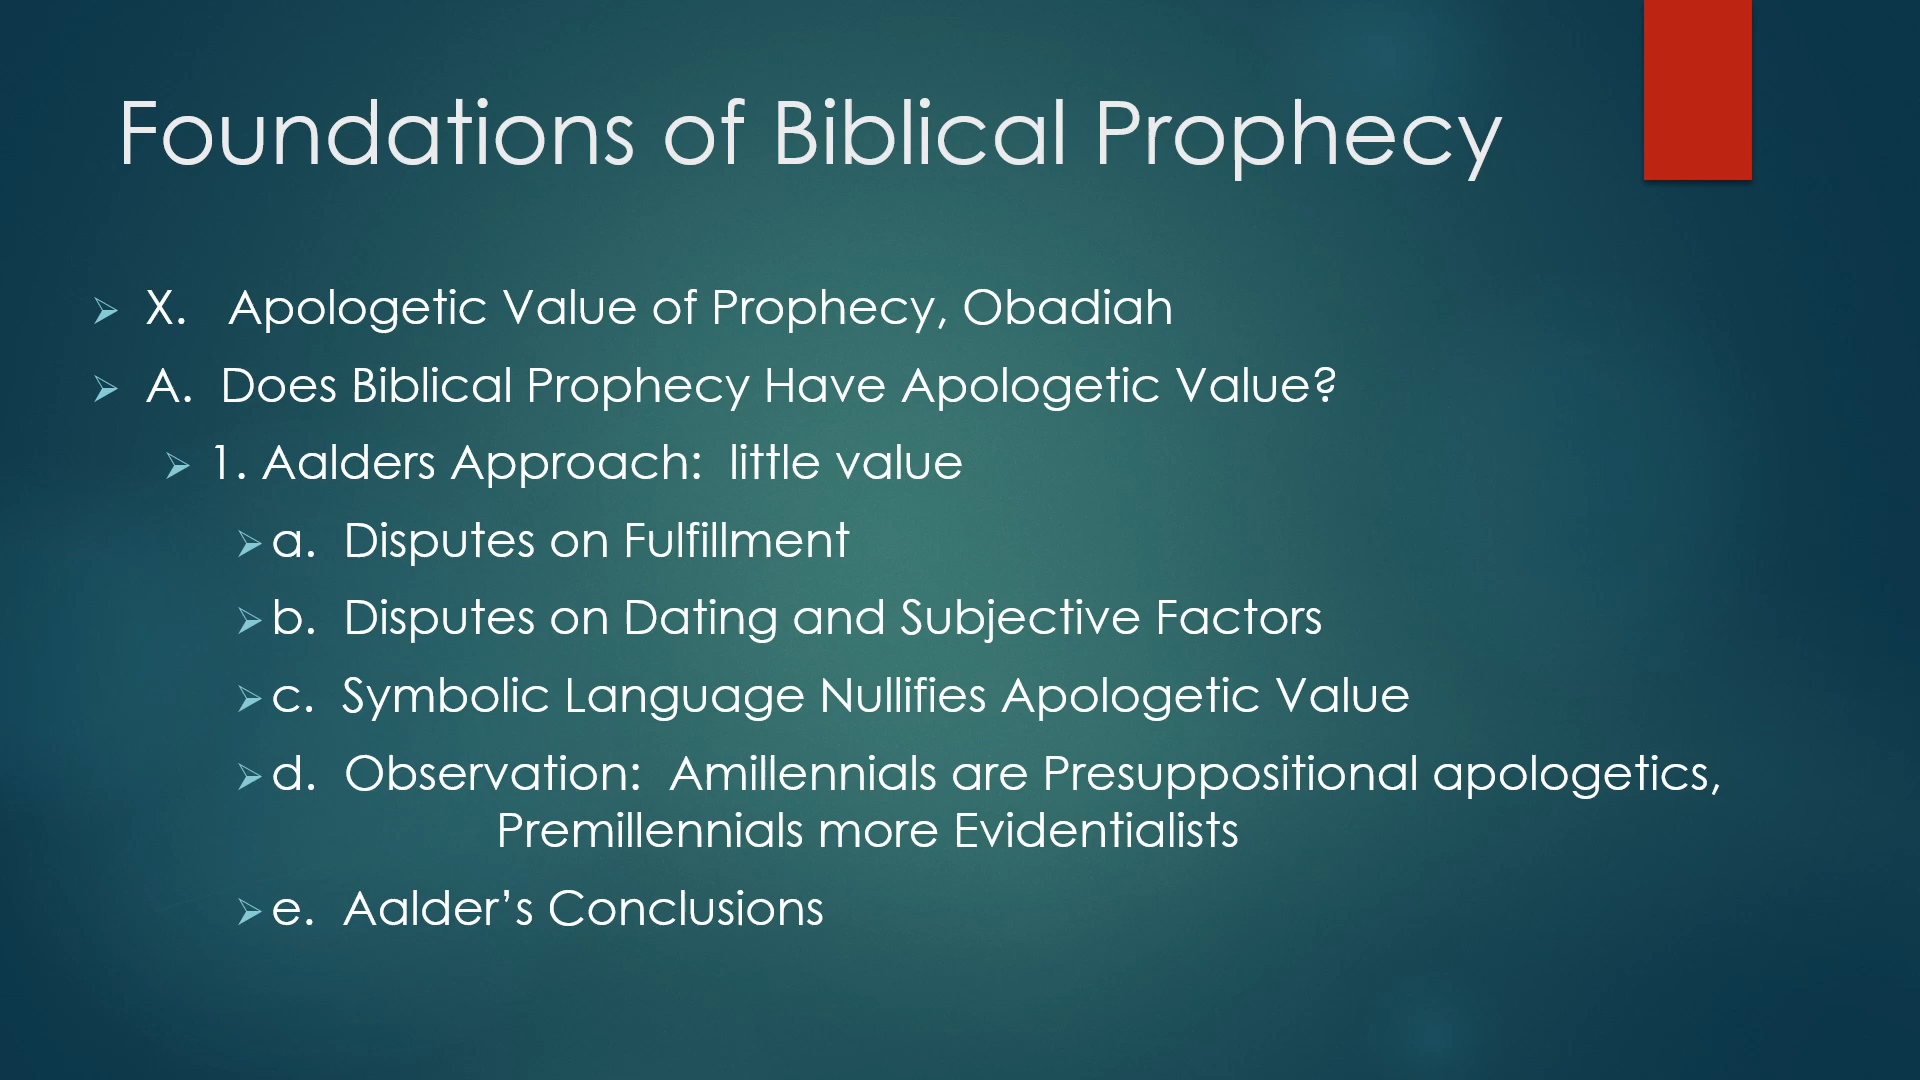 Foundations of Biblical Prophecy
X. Apologetic Value of Prophecy, Obadiah
A. Does Biblical Prophecy Have Apologetic Value?
1. Aalders Approach: little value
a. Disputes on Fulfillment
b. Disputes on Dating and Subjective Factors
c. Symbolic Language Nullifies Apologetic Value
d. Observation: Amillennials are Presuppositional apologetics,
Premillennials more Evidentialists
e. Aalder’s Conclusions